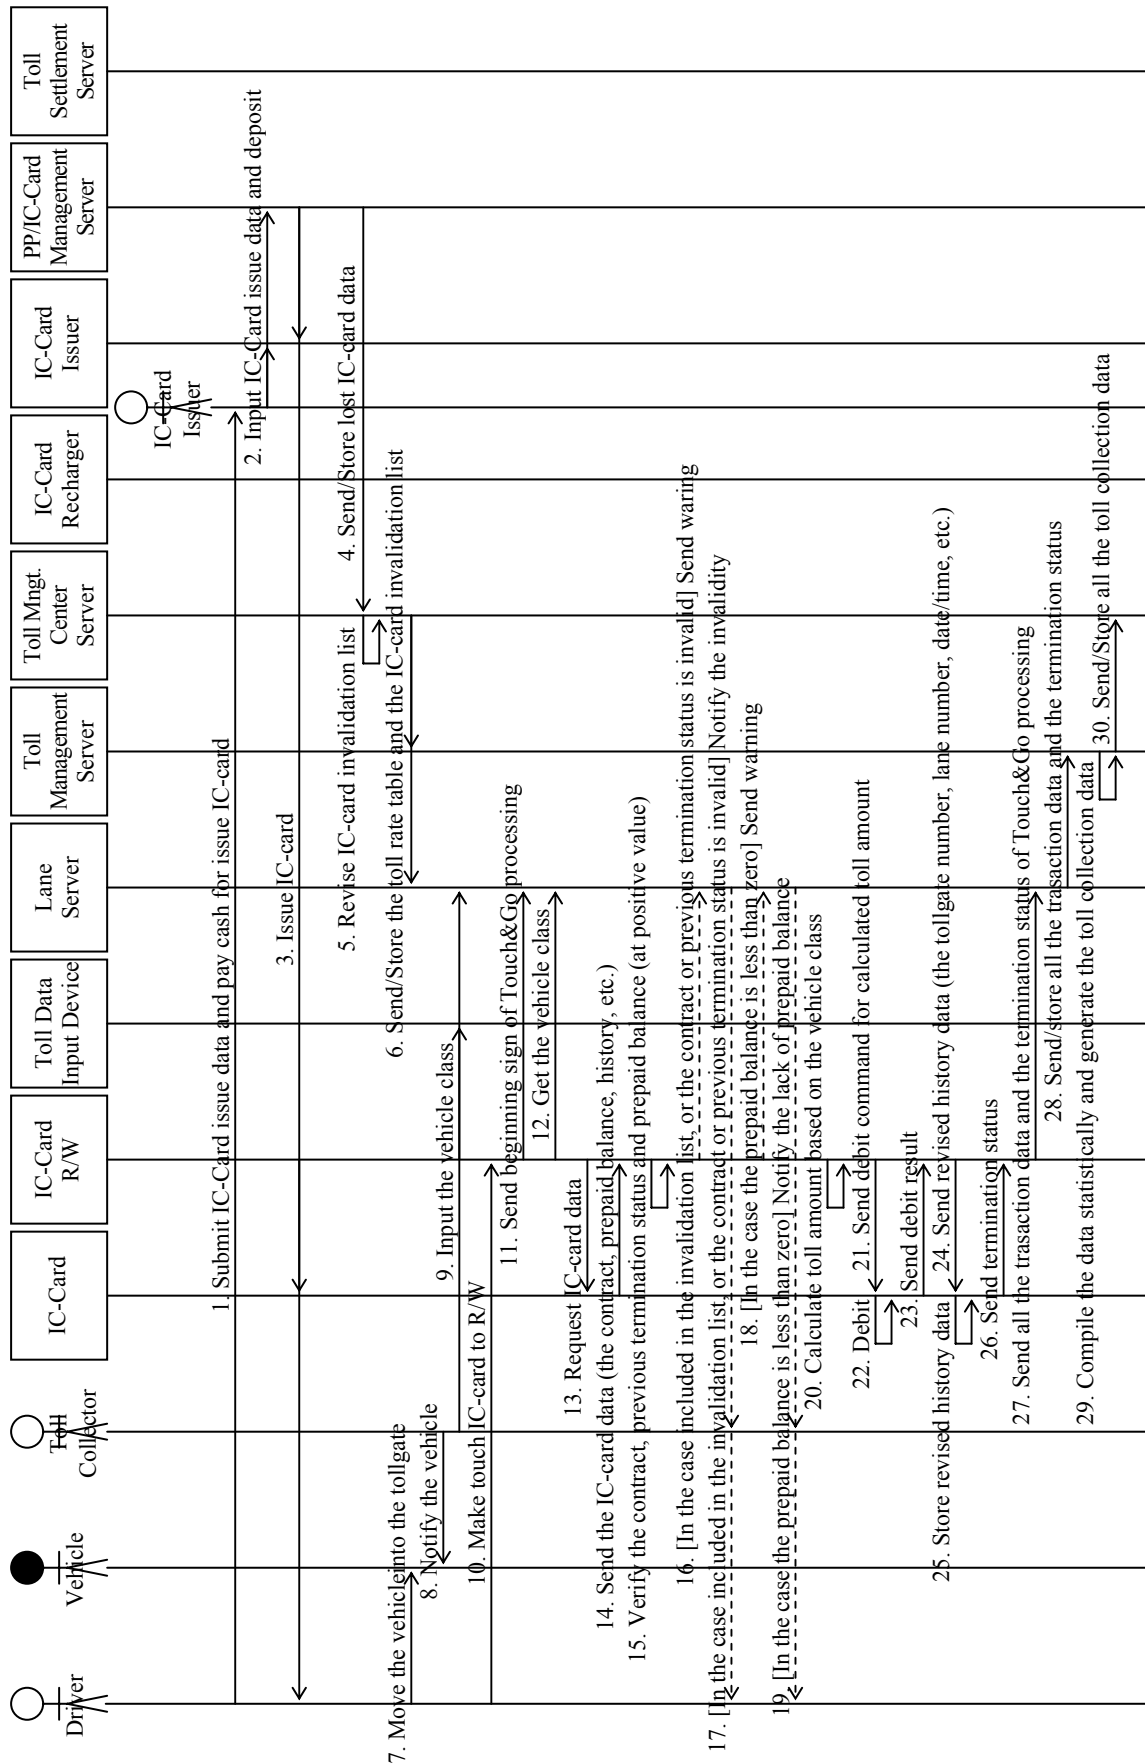 Driver
Vehicle
Toll
Collector
IC-Card
IC-Card
R/W
Toll Data
Input Device
Lane
Server
Toll
Management
Server
Toll Mngt.
Center
Server
IC-Card
Recharger
IC-Card
Issuer
IC-Card
Issuer
PP/IC-Card
Management
Server
Toll
Settlement
Server
1. Submit IC-Card issue data and pay cash for issue IC-card
2. Input IC-Card issue data and deposit
3. Issue IC-card
4. Send/Store lost IC-card data
5. Revise IC-card invalidation list
6. Send/Store the toll rate table and the IC-card invalidation list
7. Move the vehicle into the tollgate
8. Notify the vehicle
9. Input the vehicle class
10. Make touch IC-card to R/W
11. Send beginning sign of Touch&Go processing
12. Get the vehicle class
13. Request IC-card data
14. Send the IC-card data (the contract, prepaid balance, history, etc.)
15. Verify the contract, previous termination status and prepaid balance (at positive value)
16. [In the case included in the invalidation list, or the contract or previous termination status is invalid] Send waring
17. [In the case included in the invalidation list, or the contract or previous termination status is invalid] Notify the invalidity
18. [In the case the prepaid balance is less than zero] Send warning
19. [In the case the prepaid balance is less than zero] Notify the lack of prepaid balance
20. Calculate toll amount based on the vehicle class
21. Send debit command for calculated toll amount
22. Debit
23. Send debit result
24. Send revised history data (the tollgate number, lane number, date/time, etc.)
25. Store revised history data
26. Send termination status
27. Send all the trasaction data and the termination status of Touch&Go processing
28. Send/store all the trasaction data and the termination status
29. Compile the data statistically and generate the toll collection data
30. Send/Store all the toll collection data